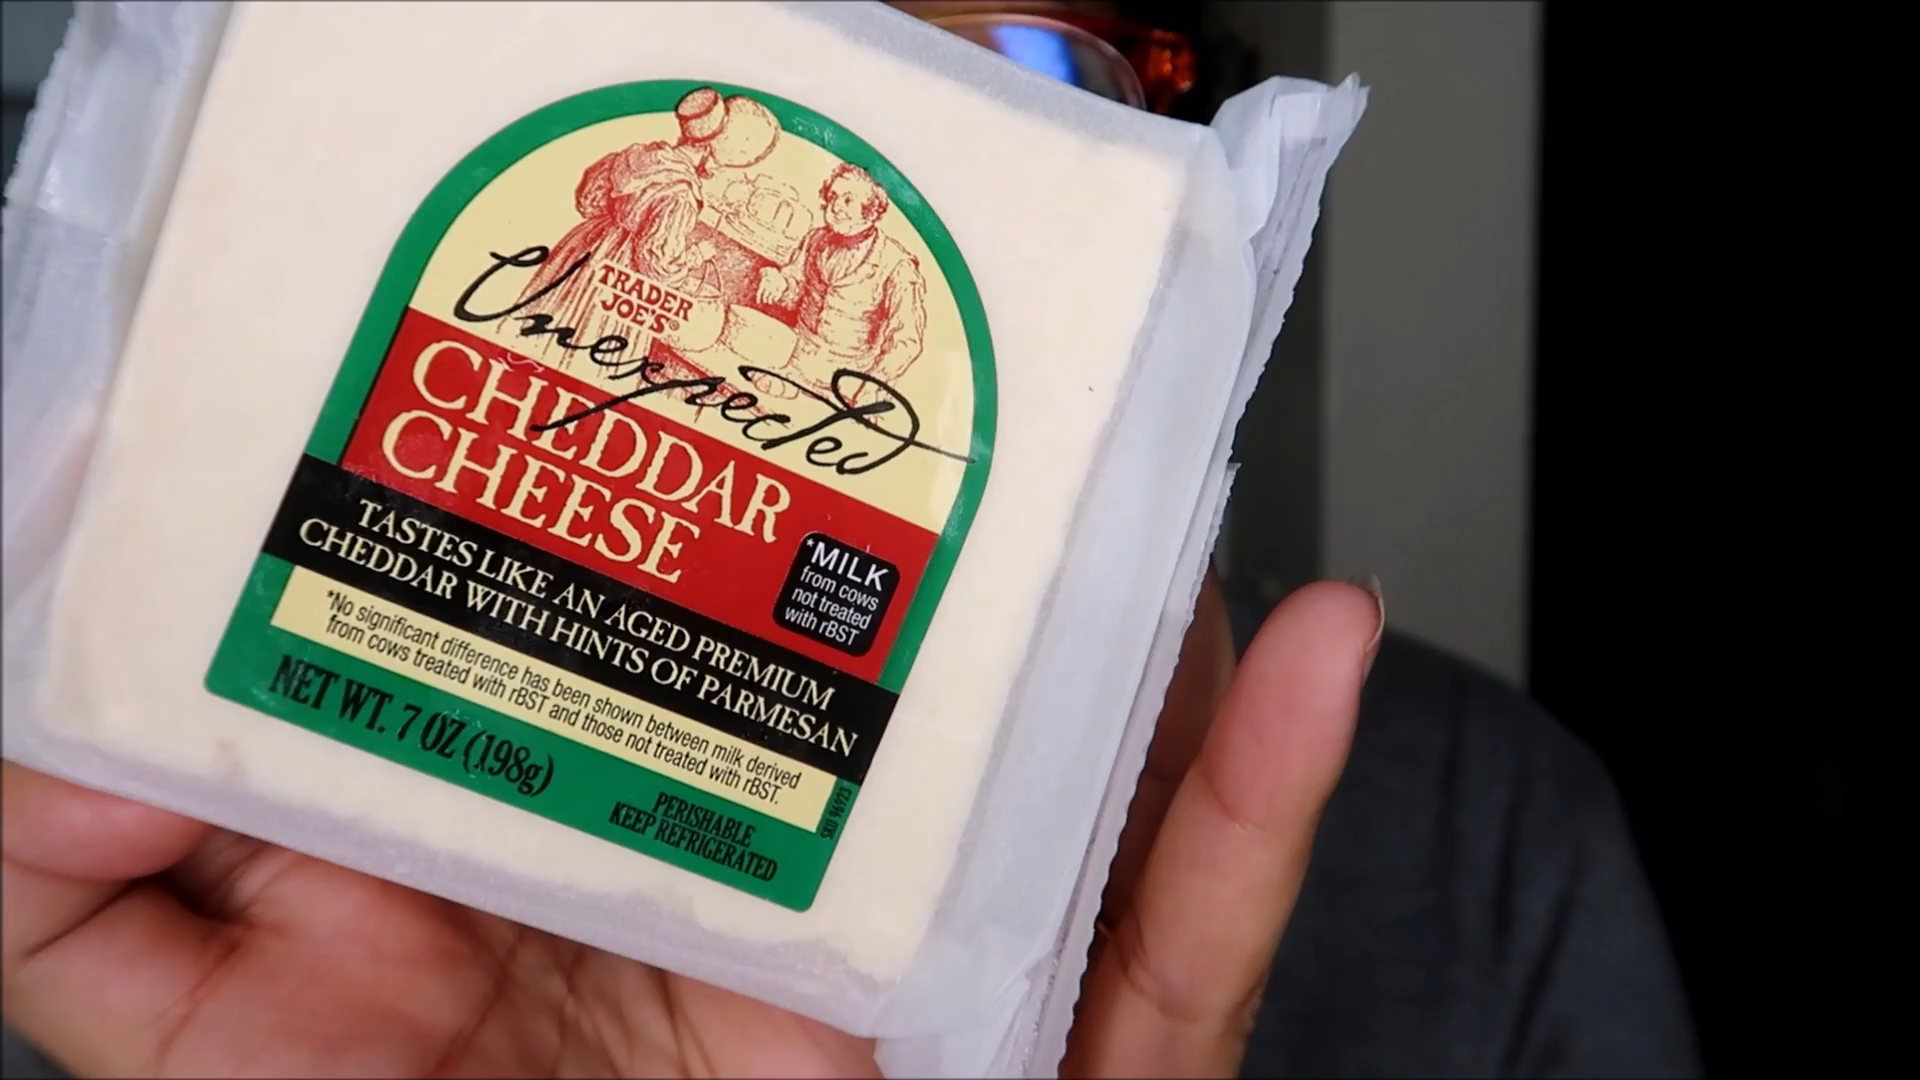 Unexpected
TRADER
JOE'S®
CHEDDAR
CHEESE
*MILK
from cows
not treated
with rBST
TASTES LIKE AN AGED PREMIUM
CHEDDAR WITH HINTS OF PARMESAN
*No significant difference has been shown between milk derived
from cows treated with rBST and those not treated with rBST.
NET WT. 7 OZ (198g)
PERISHABLE
KEEP REFRIGERATED
SKU 96923